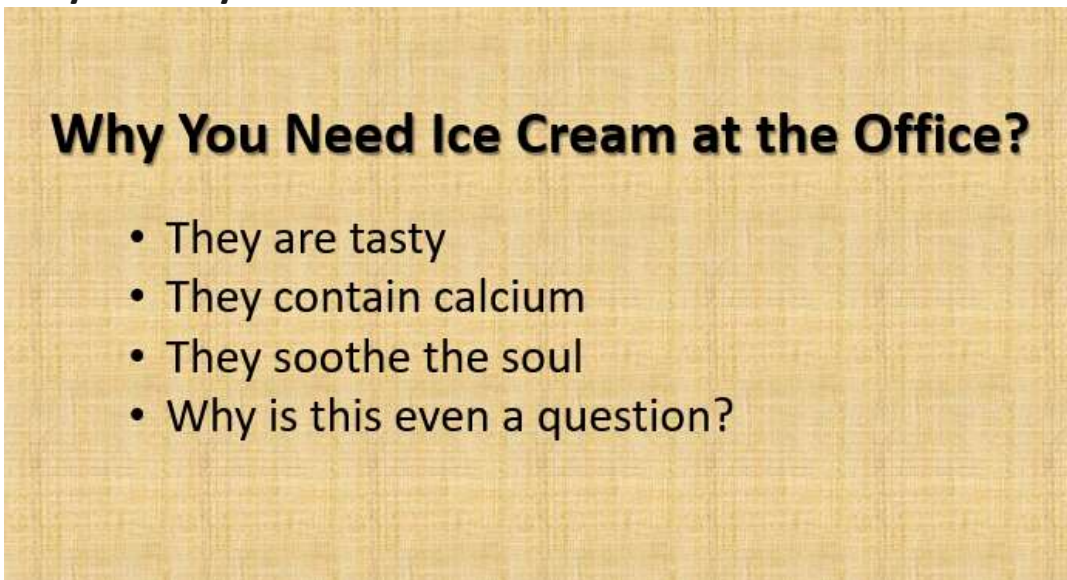 Why You Need Ice Cream at the Office?
• They are tasty
• They contain calcium
• They soothe the soul
• Why is this even a question?